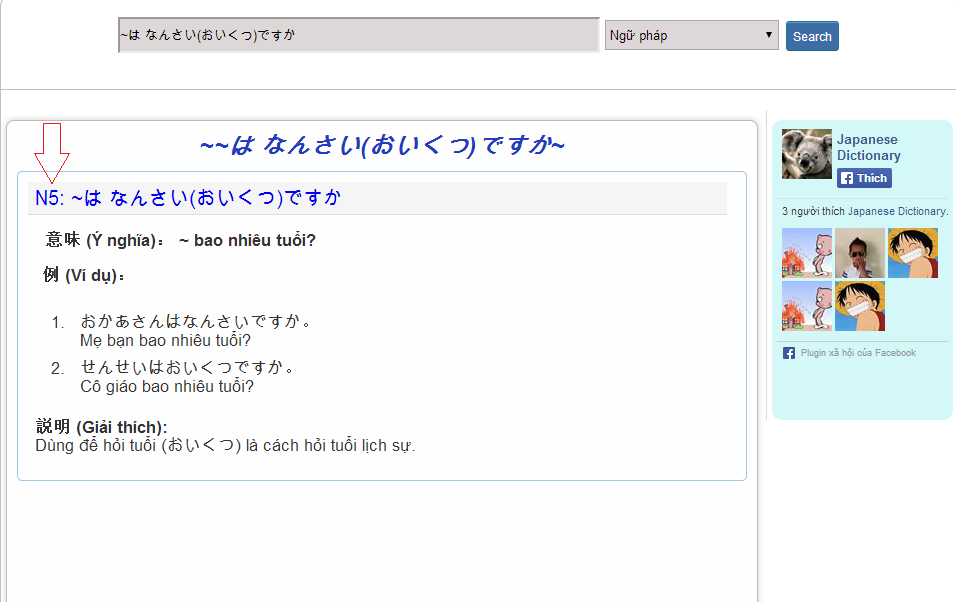 ~は なんさい(おいくつ)ですか
Ngữ pháp
Search
~~は なんさい(おいくつ)ですか~
N5: ~は なんさい(おいくつ)ですか
意味 (Ý nghĩa)： ~ bao nhiêu tuổi?
例 (Ví dụ)：
1. おかあさんはなんさいですか。
Mẹ bạn bao nhiêu tuổi?
2. せんせいはおいくつですか。
Cô giáo bao nhiêu tuổi?
説明 (Giải thích):
Dùng để hỏi tuổi (おいくつ) là cách hỏi tuổi lịch sự.
Japanese
Dictionary
Thích
3 người thích Japanese Dictionary.
Plugin xã hội của Facebook